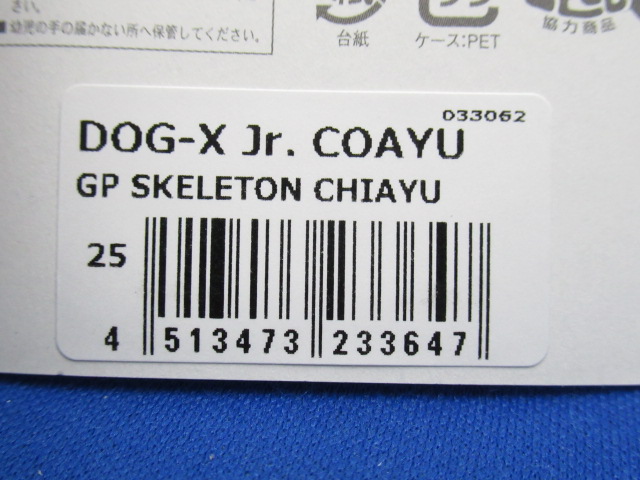 さい。
■幼児の手の届かない所へ保管してください。
台紙
ケース:PET
協力商品
033062
DOG-X Jr. COAYU
GP SKELETON CHIAYU
25
4 513473 233647